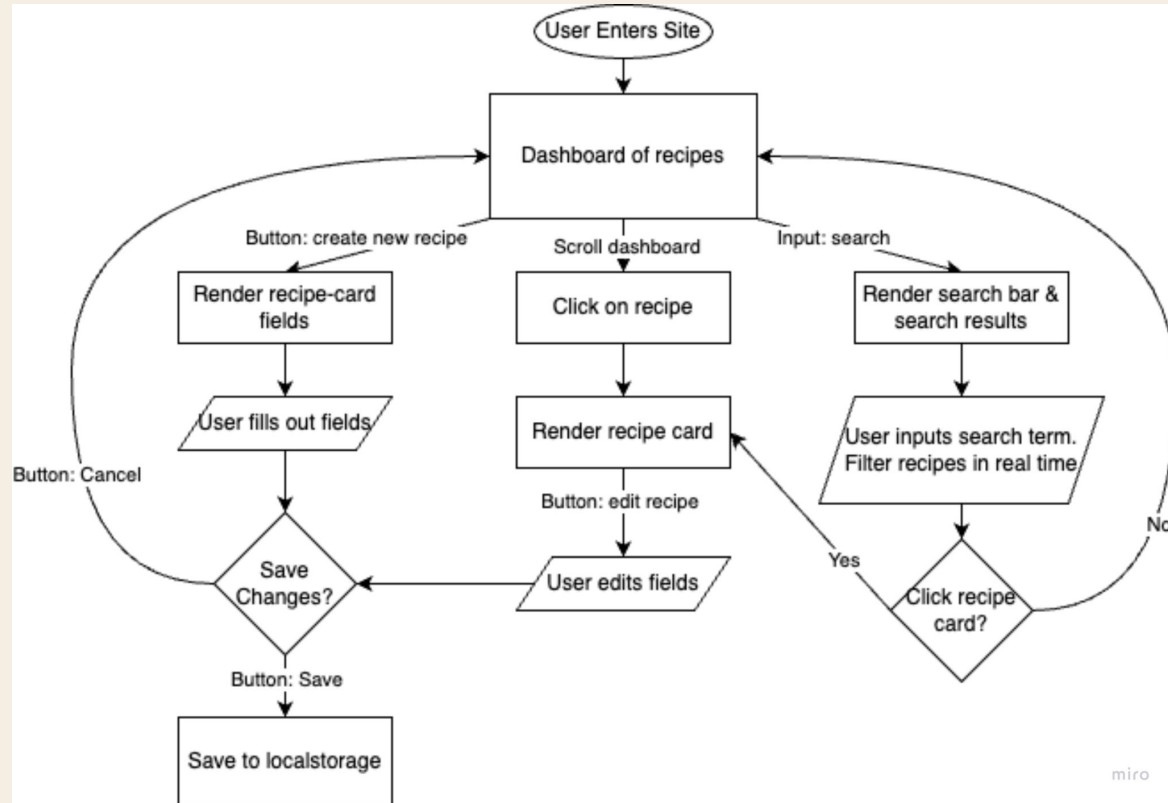 User Enters Site
Dashboard of recipes
Button: create new recipe
Scroll dashboard
Input: search
Render recipe-card
fields
Click on recipe
Render search bar &
search results
User fills out fields
Render recipe card
User inputs search term.
Filter recipes in real time
Button: Cancel
Button: edit recipe
No
Yes
Save
Changes?
User edits fields
Click recipe
card?
Button: Save
Save to localstorage
miro